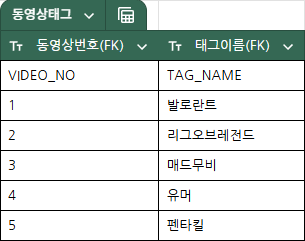 동영상태그
Tт 동영상번호(FK) Tт 태그이름(FK)
VIDEO_NO TAG_NAME
1 발로란트
2 리그오브레전드
3 매드무비
4 유머
5 펜타킬